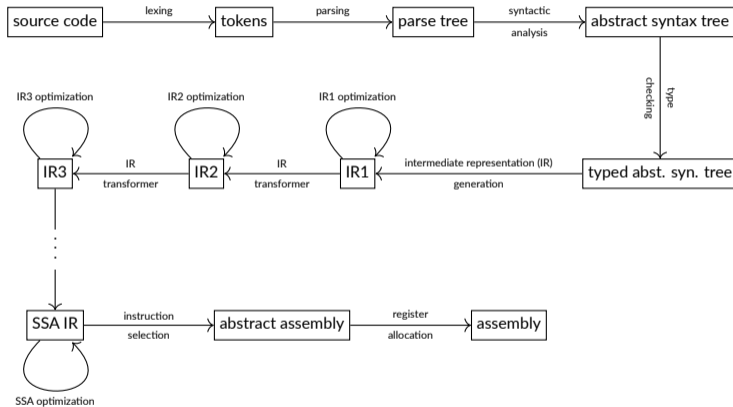 lexing parsing syntactic
source code tokens parse tree abstract syntax tree
analysis
type
checking
IR3 optimization IR2 optimization IR1 optimization
IR IR intermediate representation (IR)
IR3 IR2 IR1 typed abst. syn. tree
transformer transformer generation
instruction register
SSA IR abstract assembly assembly
selection allocation
SSA optimization